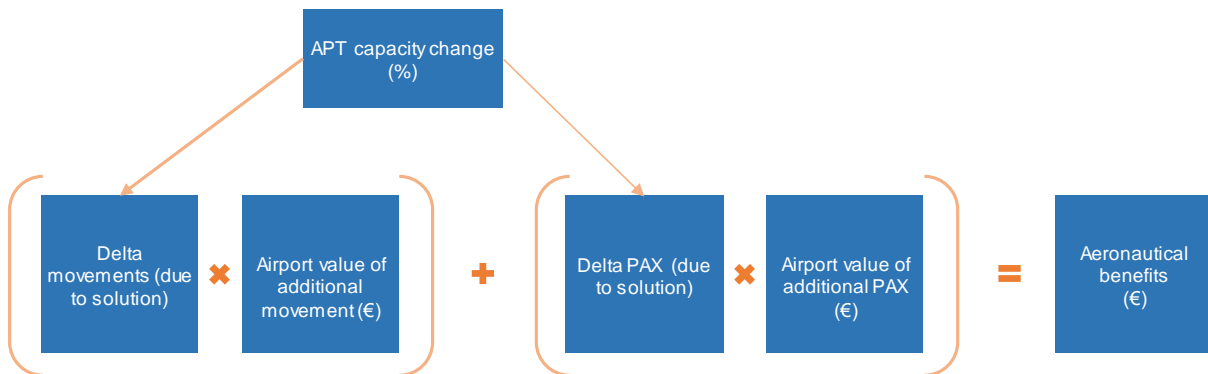 APT capacity change
(%)
Delta
movements (due
to solution)
✖
Airport value of
additional
movement (€)
+
Delta PAX (due
to solution)
✖
Airport value of
additional PAX
(€)
=
Aeronautical
benefits
(€)